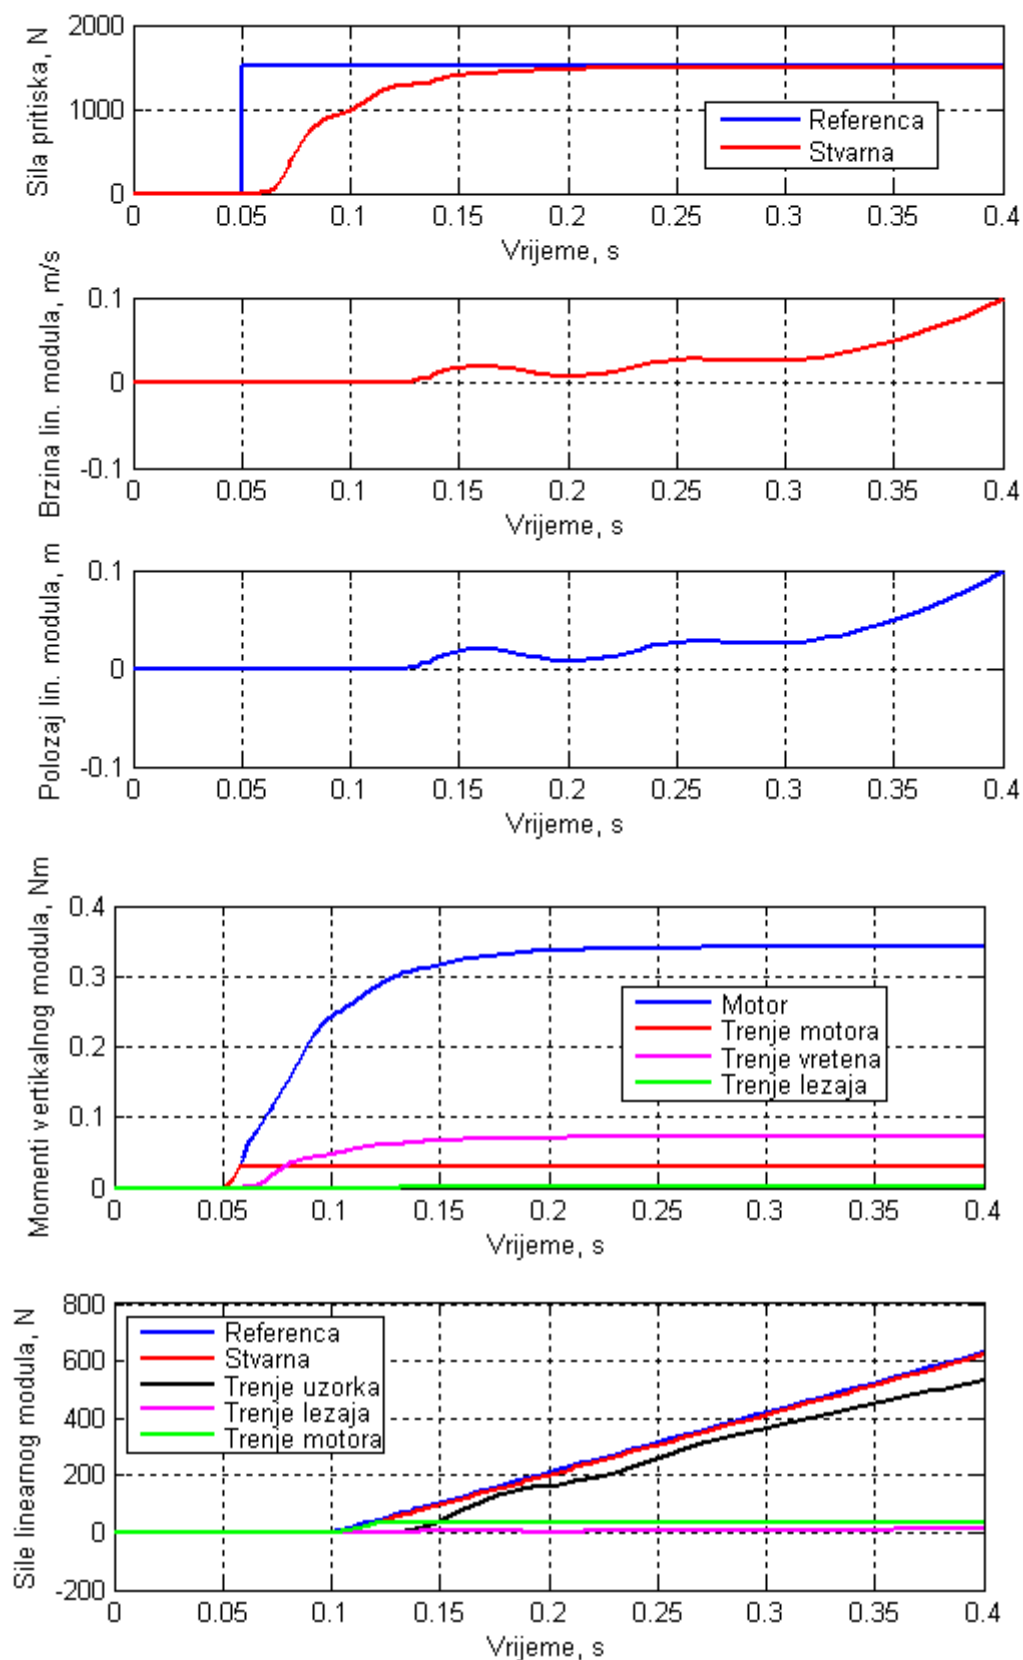 Sila pritiska, N
2000
1000
0
Referenca
Stvarna
0 0.05 0.1 0.15 0.2 0.25 0.3 0.35 0.4
Vrijeme, s
Brzina lin. modula, m/s
0.1
0
-0.1
0 0.05 0.1 0.15 0.2 0.25 0.3 0.35 0.4
Vrijeme, s
Polozaj lin. modula, m
0.1
0
-0.1
0 0.05 0.1 0.15 0.2 0.25 0.3 0.35 0.4
Vrijeme, s
Momenti vertikalnog modula, Nm
0.4
0.3
0.2
0.1
0
Motor
Trenje motora
Trenje vretena
Trenje lezaja
0 0.05 0.1 0.15 0.2 0.25 0.3 0.35 0.4
Vrijeme, s
Sile linearnog modula, N
800
600
400
200
0
-200
Referenca
Stvarna
Trenje uzorka
Trenje lezaja
Trenje motora
0 0.05 0.1 0.15 0.2 0.25 0.3 0.35 0.4
Vrijeme, s